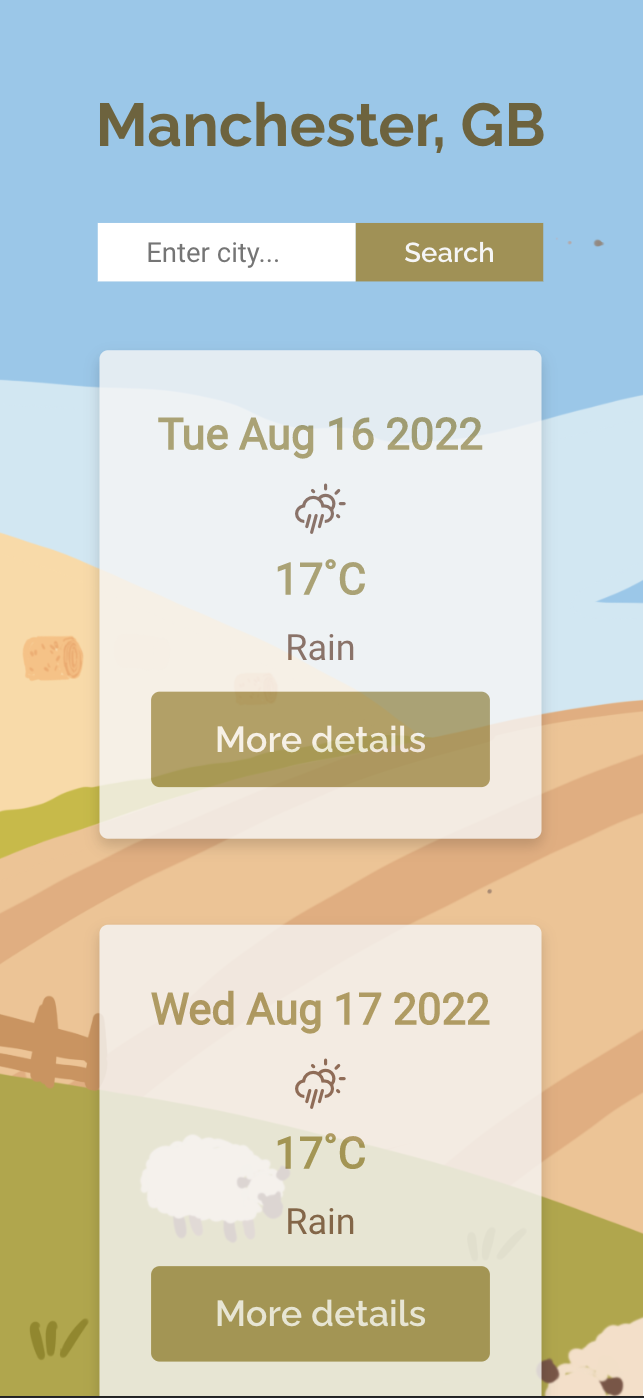 Manchester, GB
Enter city...
Search
Tue Aug 16 2022
17°C
Rain
More details
Wed Aug 17 2022
17°C
Rain
More details